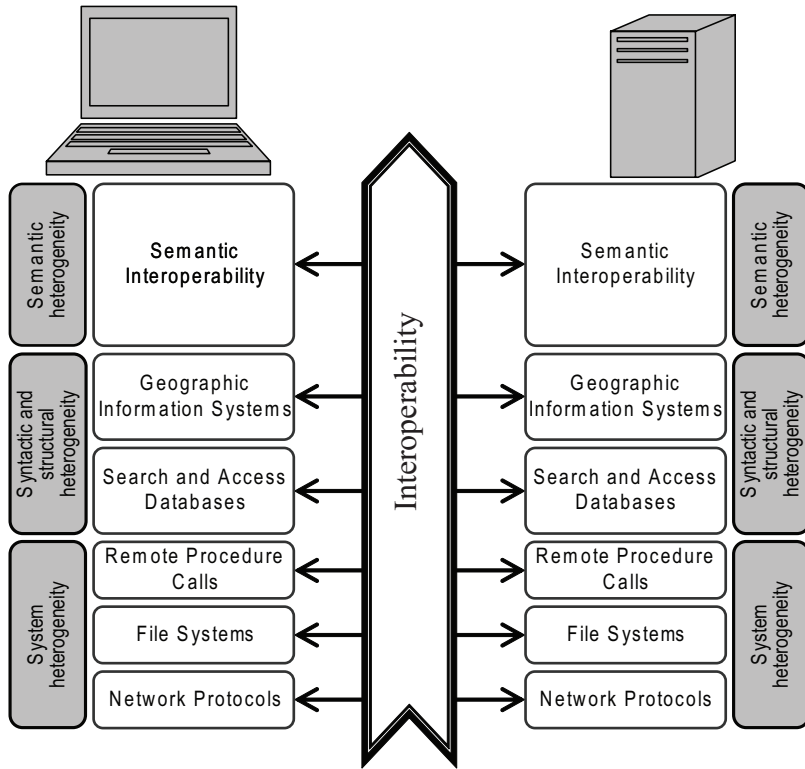 Semantic
heterogeneity
Semantic
Interoperability
Syntactic and
structural
heterogeneity
Geographic
Information Systems
Search and Access
Databases
System
heterogeneity
Remote Procedure
Calls
File Systems
Network Protocols
Interoperability
Semantic
Interoperability
Semantic
heterogeneity
Geographic
Information Systems
Search and Access
Databases
Syntactic and
structural
heterogeneity
Remote Procedure
Calls
File Systems
Network Protocols
System
heterogeneity